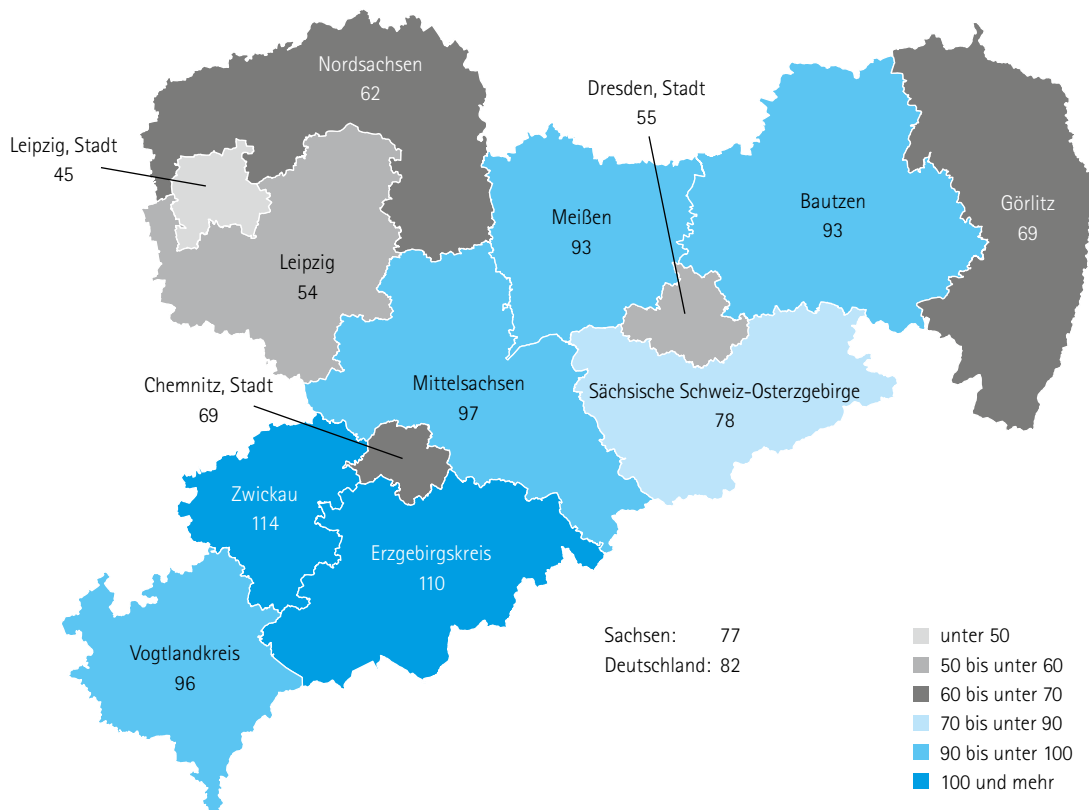 Nordsachsen
62
Dresden, Stadt
55
Leipzig, Stadt
45
Meißen
93
Bautzen
93
Görlitz
69
Leipzig
54
Chemnitz, Stadt
69
Mittelsachsen
97
Sächsische Schweiz-Osterzgebirge
78
Zwickau
114
Erzgebirgskreis
110
Vogtlandkreis
96
Sachsen: 77
Deutschland: 82
unter 50
50 bis unter 60
60 bis unter 70
70 bis unter 90
90 bis unter 100
100 und mehr